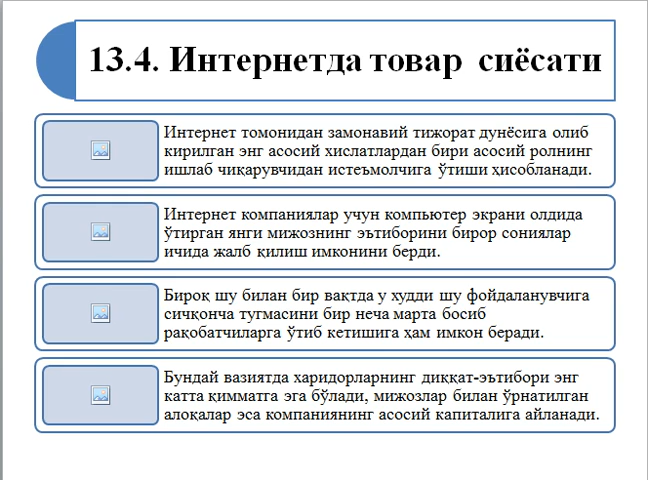 13.4. Интернетда товар сиёсати
Интернет томонидан замонавий тижорат дунёсига олиб
кирилган энг асосий хислатлардан бири асосий ролнинг
ишлаб чиқарувчидан истеъмолчига ўтиши ҳисобланади.
Интернет компаниялар учун компьютер экрани олдида
ўтирган янги мижознинг эътиборини бирор сониялар
ичида жалб қилиш имконини берди.
Бироқ шу билан бир вақтда у худди шу фойдаланувчига
сичқонча тугмасини бир неча марта босиб
рақобатчиларга ўтиб кетишига ҳам имкон беради.
Бундай вазиятда харидорларнинг диққат-эътибори энг
катта қимматга эга бўлади, мижозлар билан ўрнатилган
алоқалар эса компаниянинг асосий капиталига айланади.